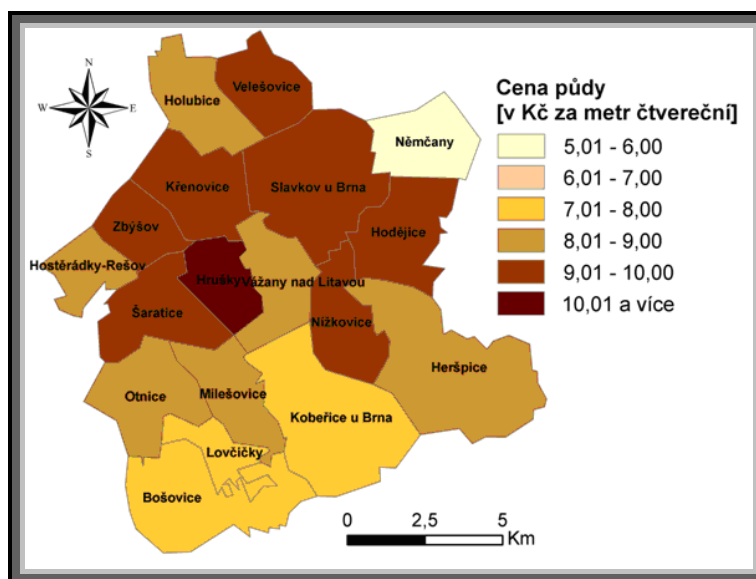 N
W
E
S
Velešovice
Holubice
Němčany
Křenovice
Slavkov u Brna
Zbýšov
Hodějice
Hostěrádky-Rešov
Hrušky
Vážany nad Litavou
Šaratice
Nížkovice
Heršpice
Otnice
Milešovice
Kobeřice u Brna
Lovčičky
Bošovice
Cena půdy
[v Kč za metr čtvereční]
5,01 - 6,00
6,01 - 7,00
7,01 - 8,00
8,01 - 9,00
9,01 - 10,00
10,01 a více
0
2,5
5
Km